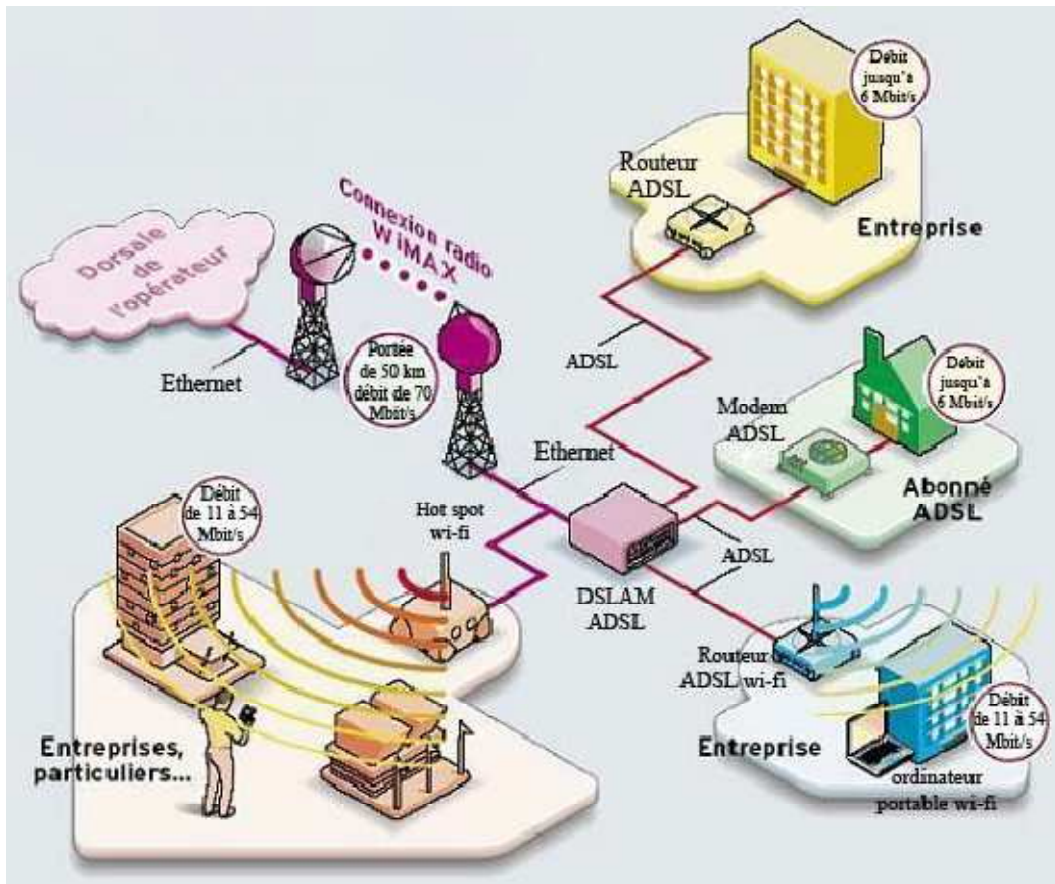 Débit
jusqu'à
6 Mbit/s
Routeur
ADSL
Entreprise
Connexion radio
WiMAX
Dorsale
de
l'opérateur
Ethernet
Portée
de 50 km
débit de 70
Mbit/s
ADSL
Débit
jusqu'à
6 Mbit/s
Modem
ADSL
Abonné
ADSL
Ethernet
Débit
de 11 à 54
Mbit/s
Hot spot
wi-fi
ADSL
DSLAM
ADSL
Routeur
ADSL wi-fi
Débit
de 11 à 54
Mbit/s
Entreprise
ordinateur
portable wi-fi
Entreprises,
particuliers...